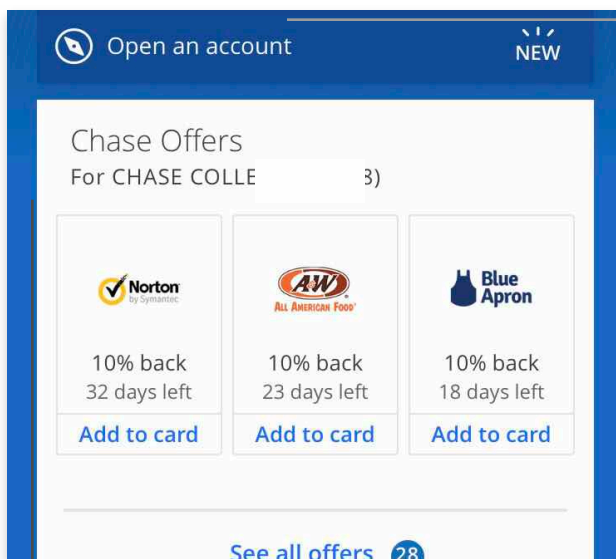 Open an account
NEW
Chase Offers
For CHASE COLLE 8)
Norton
by Symantec
A&W
ALL AMERICAN FOOD®
Blue
Apron
10% back
32 days left
Add to card
10% back
23 days left
Add to card
10% back
18 days left
Add to card
See all offers 28